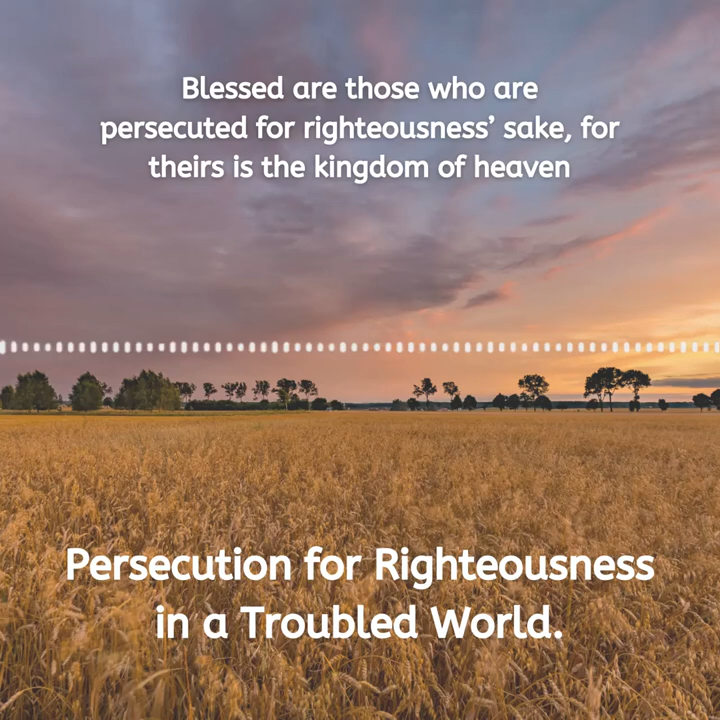 Blessed are those who are
persecuted for righteousness’ sake, for
theirs is the kingdom of heaven
Persecution for Righteousness
in a Troubled World.